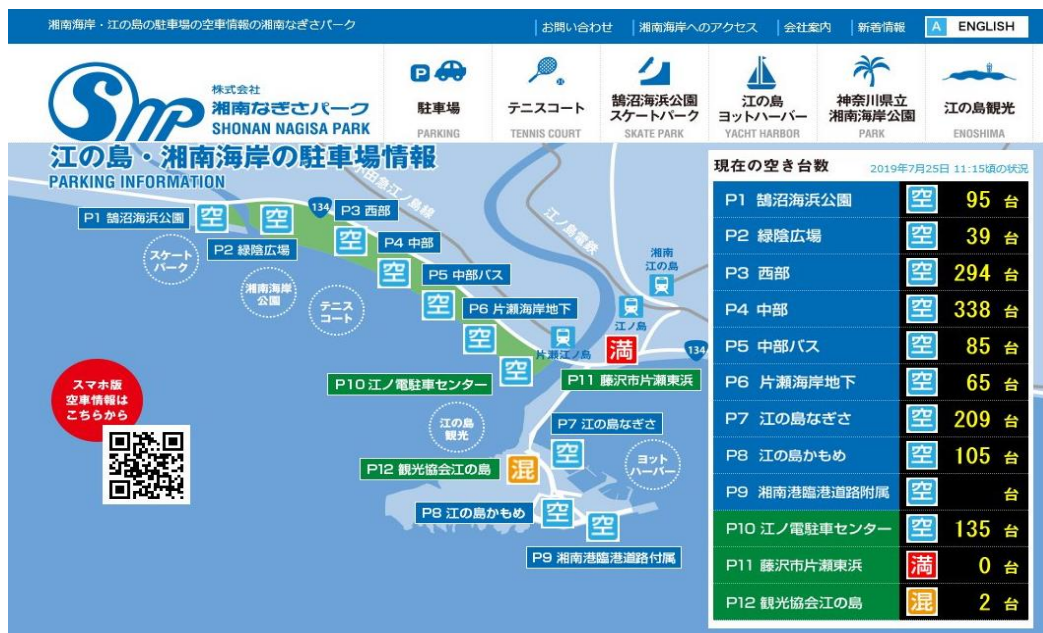 湘南海岸・江の島の駐車場の空車情報の湘南なぎさパーク
お問い合わせ
湘南海岸へのアクセス
会社案内
新着情報
A ENGLISH
Snp
株式会社
湘南なぎさパーク
SHONAN NAGISA PARK
P
駐車場
PARKING
テニスコート
TENNIS COURT
鵠沼海浜公園
スケートパーク
SKATE PARK
江の島
ヨットハーバー
YACHT HARBOR
神奈川県立
湘南海岸公園
PARK
江の島観光
ENOSHIMA
江の島・湘南海岸の駐車場情報
PARKING INFORMATION
小田急江ノ島線
江ノ島電鉄
P1 鵠沼海浜公園 空
空
P2 緑陰広場
134
P3 西部
空
P4 中部
空
P5 中部バス
空
P6 片瀬海岸地下
空
スケート
パーク
湘南海岸
公園
テニス
コート
湘南
江の島
江ノ島
片瀬江ノ島
満
134
P10 江ノ電駐車センター 空
P11 藤沢市片瀬東浜
スマホ版
空車情報は
こちらから
江の島
観光
P7 江の島なぎさ
空
ヨット
ハーバー
P12 観光協会江の島 混
P8 江の島かもめ 空
空
P9 湘南港臨港道路付属
現在の空き台数 2019年7月25日 11:15頃の状況
P1 鵠沼海浜公園 空 95 台
P2 緑陰広場 空 39 台
P3 西部 空 294 台
P4 中部 空 338 台
P5 中部バス 空 85 台
P6 片瀬海岸地下 空 65 台
P7 江の島なぎさ 空 209 台
P8 江の島かもめ 空 105 台
P9 湘南港臨港道路附属 空 台
P10 江ノ電駐車センター 空 135 台
P11 藤沢市片瀬東浜 満 0 台
P12 観光協会江の島 混 2 台